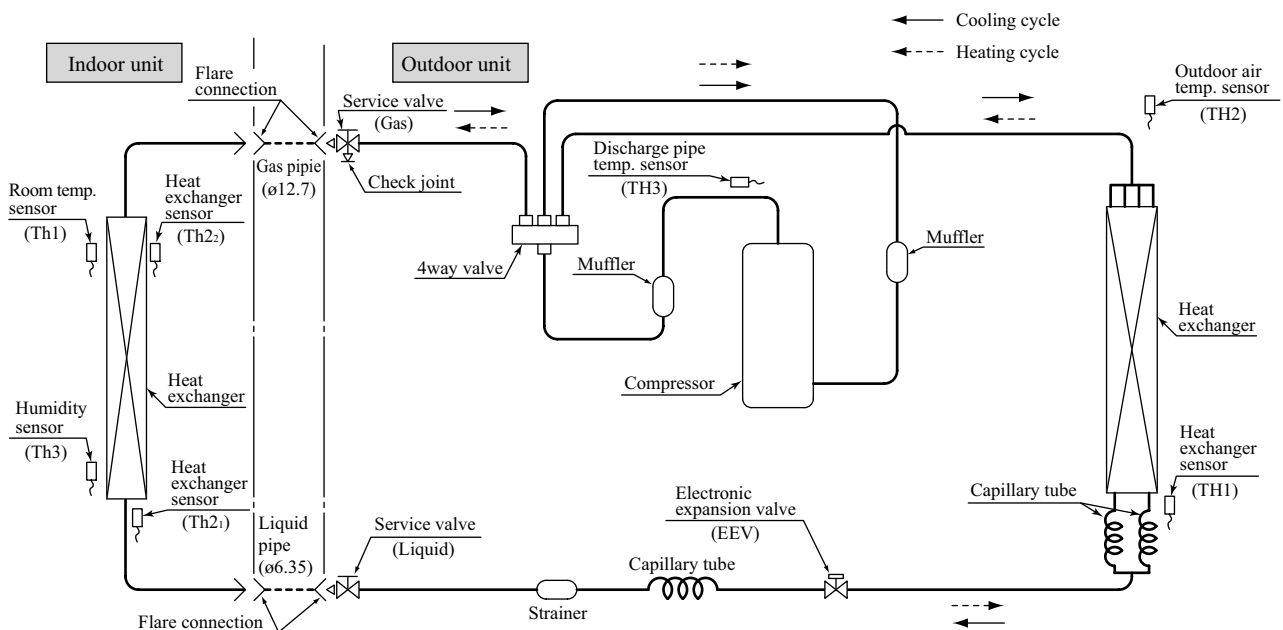 Cooling cycle
Heating cycle
Indoor unit
Outdoor unit
Flare
connection
Service valve
(Gas)
Outdoor air
temp. sensor
(TH2)
Gas pipie
(ø12.7)
Check joint
Discharge pipe
temp. sensor
(TH3)
Room temp.
sensor
(Th1)
Heat
exchanger
sensor
(Th2₂)
4way valve
Muffler
Muffler
Heat
exchanger
Compressor
Heat
exchanger
Humidity
sensor
(Th3)
Heat
exchanger
sensor
(Th2₁)
Liquid
pipe
(ø6.35)
Service valve
(Liquid)
Electronic
expansion valve
(EEV)
Capillary tube
Heat
exchanger
sensor
(TH1)
Capillary tube
Strainer
Flare connection